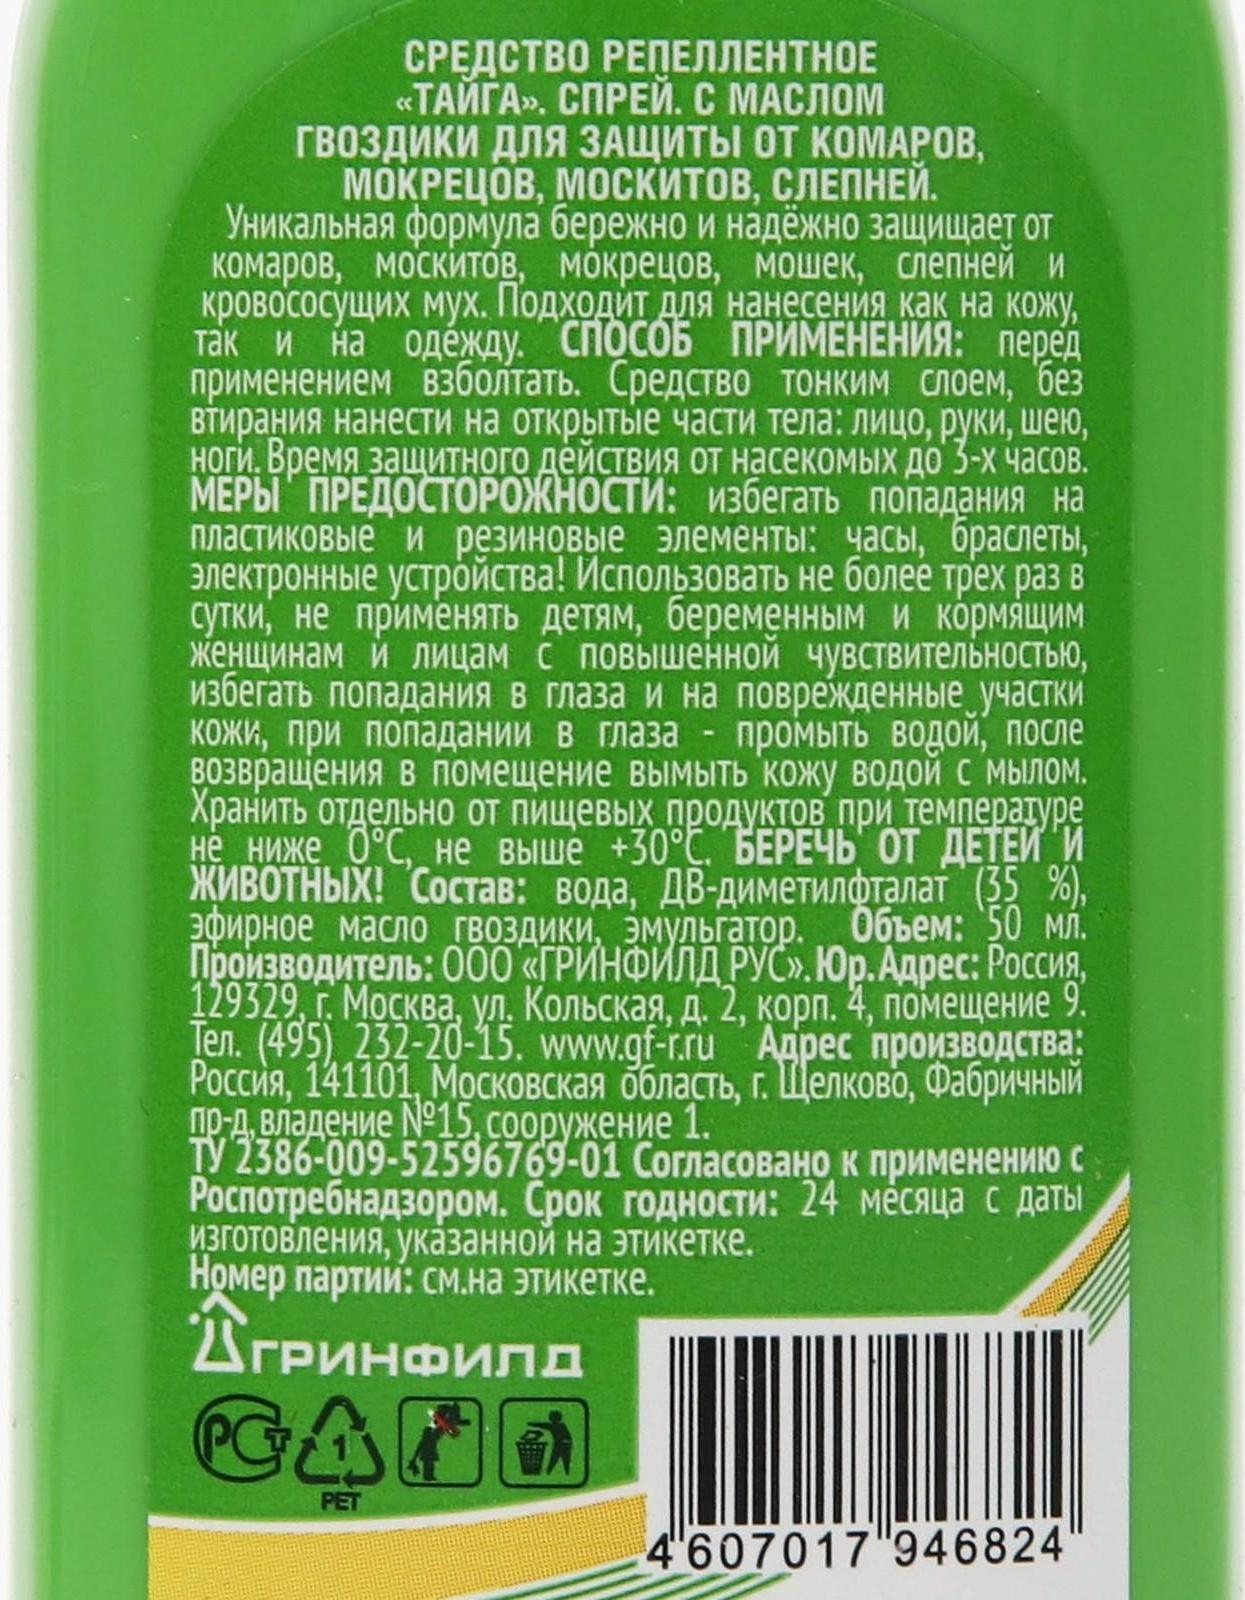 СРЕДСТВО РЕПЕЛЛЕНТНОЕ
«ТАЙГА». СПРЕЙ. С МАСЛОМ
ГВОЗДИКИ ДЛЯ ЗАЩИТЫ ОТ КОМАРОВ,
МОКРЕЦОВ, МОСКИТОВ, СЛЕПНЕЙ.
Уникальная формула бережно и надёжно защищает от
комаров, москитов, мокрецов, мошек, слепней и
кровососущих мух. Подходит для нанесения как на кожу,
так и на одежду. СПОСОБ ПРИМЕНЕНИЯ: перед
применением взболтать. Средство тонким слоем, без
втирания нанести на открытые части тела: лицо, руки, шею,
ноги. Время защитного действия от насекомых до 3-х часов.
МЕРЫ ПРЕДОСТОРОЖНОСТИ: избегать попадания на
пластиковые и резиновые элементы: часы, браслеты,
электронные устройства! Использовать не более трех раз в
сутки, не применять детям, беременным и кормящим
женщинам и лицам с повышенной чувствительностью,
избегать попадания в глаза и на поврежденные участки
кожи, при попадании в глаза - промыть водой, после
возвращения в помещение вымыть кожу водой с мылом.
Хранить отдельно от пищевых продуктов при температуре
не ниже 0°С, не выше +30°С. БЕРЕЧЬ ОТ ДЕТЕЙ И
ЖИВОТНЫХ! Состав: вода, ДВ-диметилфталат (35 %),
эфирное масло гвоздики, эмульгатор. Объем: 50 мл.
Производитель: ООО «ГРИНФИЛД РУС». Юр. Адрес: Россия,
129329, г. Москва, ул. Кольская, д. 2, корп. 4, помещение 9.
Тел. (495) 232-20-15. www.gf-r.ru Адрес производства:
Россия, 141101, Московская область, г. Щелково, Фабричный
пр-д, владение №15, сооружение 1.
ТУ 2386-009-52596769-01 Согласовано к применению с
Роспотребнадзором. Срок годности: 24 месяца с даты
изготовления, указанной на этикетке.
Номер партии: см.на этикетке.
ГРИНФИЛД
РСТ
1
PET
4 607017 946824